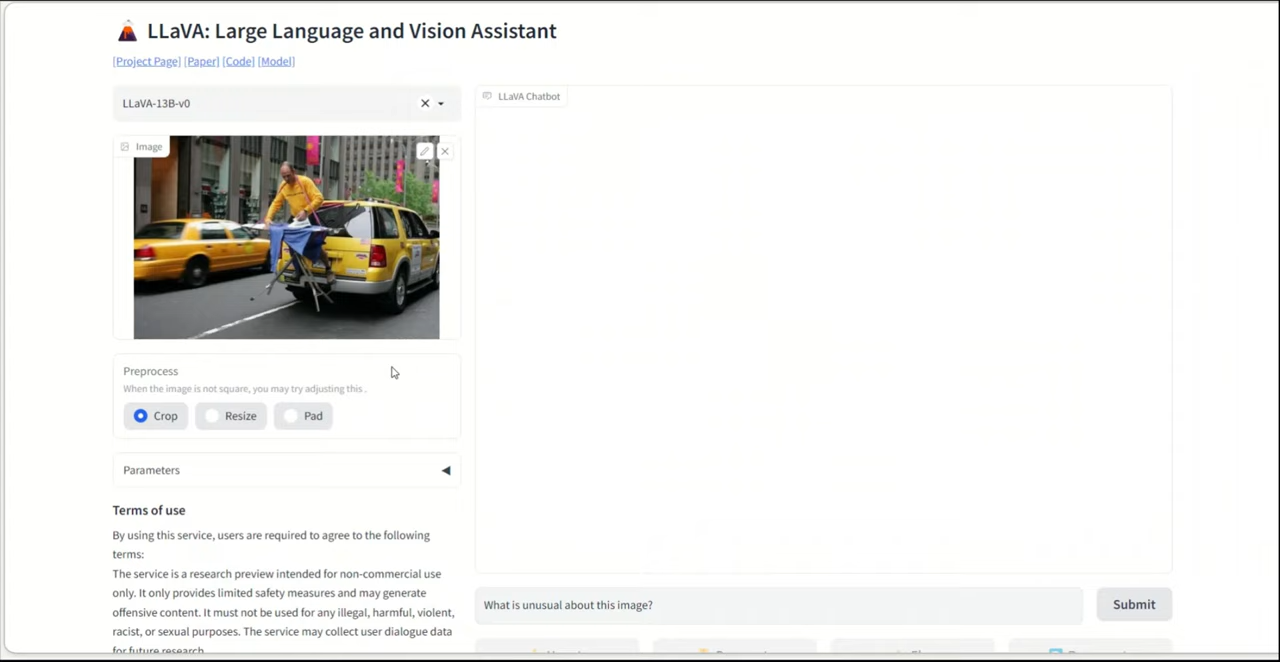 LLaVA: Large Language and Vision Assistant
[Project Page] [Paper] [Code] [Model]
LLaVA-13B-v0
Image
Preprocess
When the image is not square, you may try adjusting this .
Crop Resize Pad
Parameters
Terms of use
By using this service, users are required to agree to the following
terms:
The service is a research preview intended for non-commercial use
only. It only provides limited safety measures and may generate
offensive content. It must not be used for any illegal, harmful, violent,
racist, or sexual purposes. The service may collect user dialogue data
for future research.
LLaVA Chatbot
What is unusual about this image?
Submit